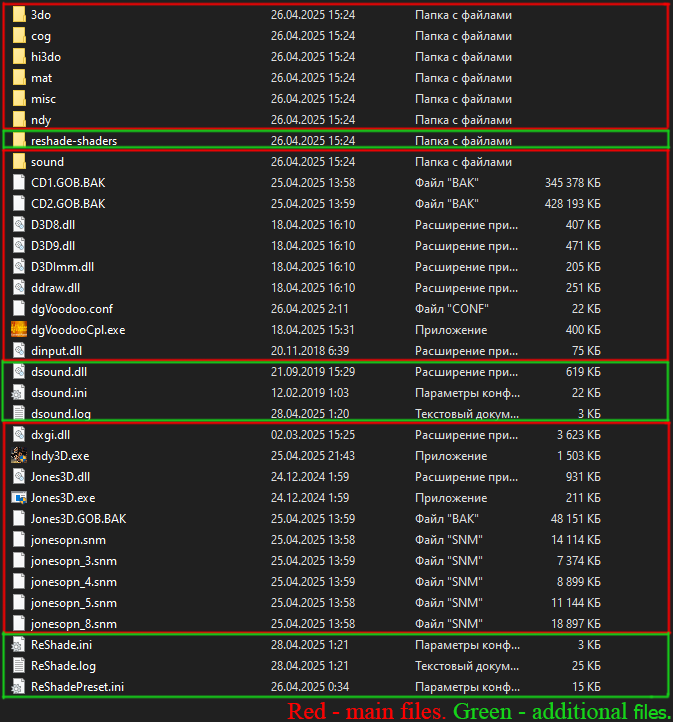 3do 26.04.2025 15:24 Папка с файлами
cog 26.04.2025 15:24 Папка с файлами
hi3do 26.04.2025 15:24 Папка с файлами
mat 26.04.2025 15:24 Папка с файлами
misc 26.04.2025 15:24 Папка с файлами
ndy 26.04.2025 15:24 Папка с файлами
reshade-shaders 26.04.2025 15:24 Папка с файлами
sound 26.04.2025 15:24 Папка с файлами
CD1.GOB.BAK 25.04.2025 13:58 Файл "BAK" 345 378 КБ
CD2.GOB.BAK 25.04.2025 13:59 Файл "BAK" 428 193 КБ
D3D8.dll 18.04.2025 16:10 Расширение при... 407 КБ
D3D9.dll 18.04.2025 16:10 Расширение при... 471 КБ
D3DImm.dll 18.04.2025 16:10 Расширение при... 205 КБ
ddraw.dll 18.04.2025 16:10 Расширение при... 251 КБ
dgVoodoo.conf 26.04.2025 2:11 Файл "CONF" 22 КБ
dgVoodooCpl.exe 18.04.2025 15:31 Приложение 400 КБ
dinput.dll 20.11.2018 6:39 Расширение при... 75 КБ
dsound.dll 21.09.2019 15:29 Расширение при... 619 КБ
dsound.ini 12.02.2019 1:03 Параметры конф... 22 КБ
dsound.log 28.04.2025 1:20 Текстовый докум... 3 КБ
dxgi.dll 02.03.2025 15:25 Расширение при... 3 623 КБ
Indy3D.exe 25.04.2025 21:43 Приложение 1 503 КБ
Jones3D.dll 24.12.2024 1:59 Расширение при... 931 КБ
Jones3D.exe 24.12.2024 1:59 Приложение 211 КБ
Jones3D.GOB.BAK 25.04.2025 13:59 Файл "BAK" 48 151 КБ
jonesopn.snm 25.04.2025 13:58 Файл "SNM" 14 114 КБ
jonesopn_3.snm 25.04.2025 13:59 Файл "SNM" 7 374 КБ
jonesopn_4.snm 25.04.2025 13:59 Файл "SNM" 8 899 КБ
jonesopn_5.snm 25.04.2025 13:58 Файл "SNM" 11 144 КБ
jonesopn_8.snm 25.04.2025 13:58 Файл "SNM" 18 897 КБ
ReShade.ini 28.04.2025 1:21 Параметры конф... 3 КБ
ReShade.log 28.04.2025 1:21 Текстовый докум... 25 КБ
ReShadePreset.ini 26.04.2025 0:34 Параметры конф... 15 КБ
Red - main files. Green - additional files.